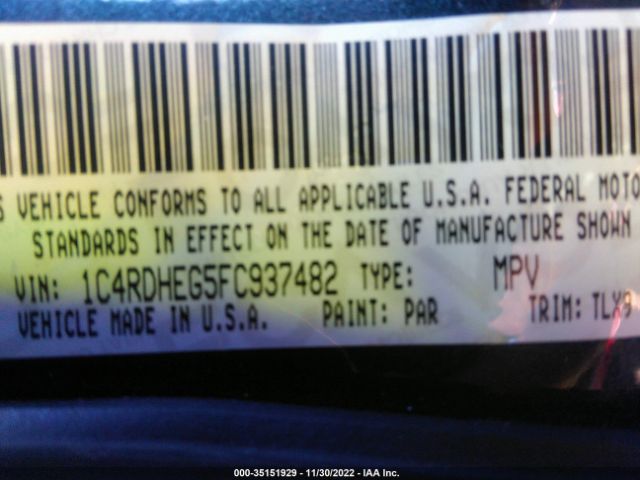 S VEHICLE CONFORMS TO ALL APPLICABLE U.S.A. FEDERAL MOTO
STANDARDS IN EFFECT ON THE DATE OF MANUFACTURE SHOWN
VIN: 1C4RDHEG5FC937482 TYPE: MPV
VEHICLE MADE IN U.S.A. PAINT: PAR TRIM: TLX9
000-35151929 - 11/30/2022 - IAA Inc.